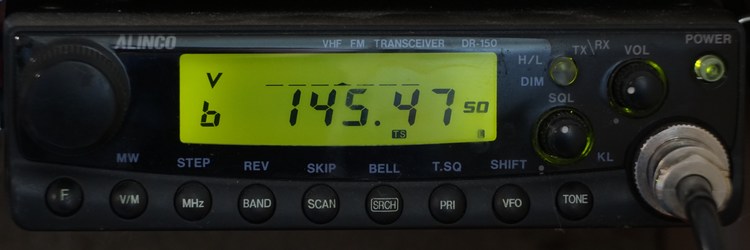 ALINCO VHF FM TRANSCEIVER DR-150
H/L TX\RX VOL POWER
DIM
V
b 145.47 50
TS
SQL
KL
MW STEP REV SKIP BELL T.SQ SHIFT
F V/M MHz BAND SCAN SRCH PRI VFO TONE